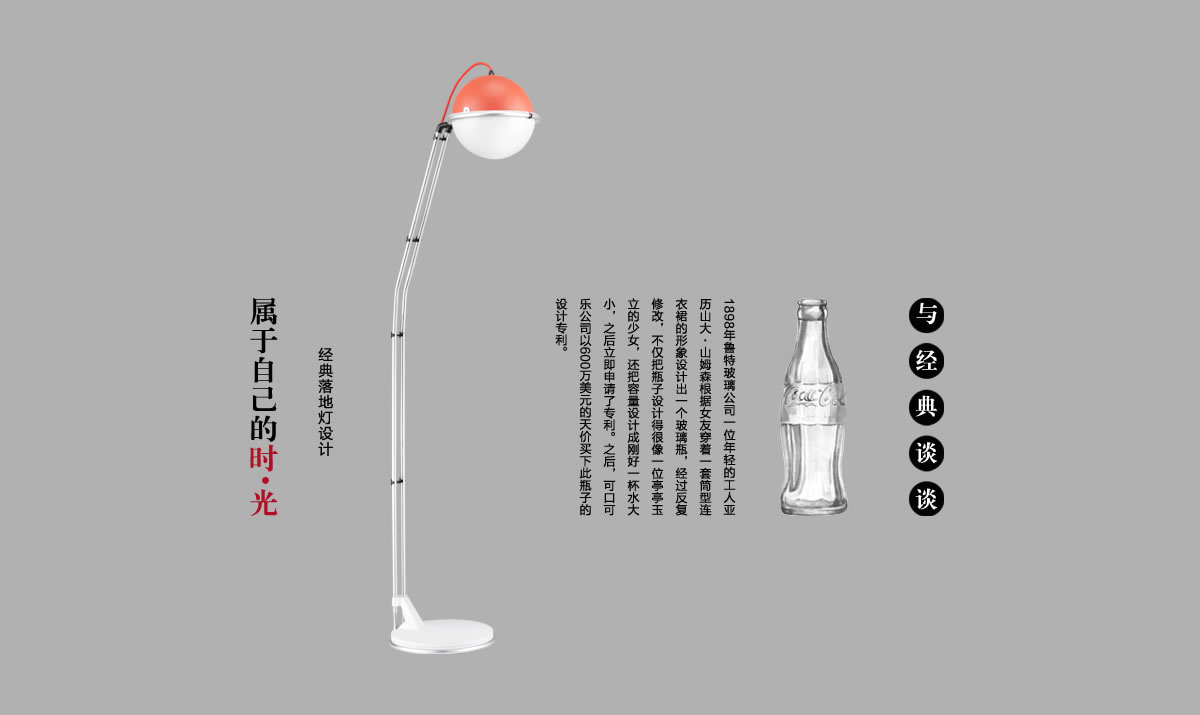 与经典谈谈
Coca-Cola
1898年鲁特玻璃公司一位年轻的工人亚
历山大·山姆森根据女友穿着一套筒型连
衣裙的形象设计出一个玻璃瓶，经过反复
修改，不仅把瓶子设计得很像一位亭亭玉
立的少女，还把容量设计成刚好一杯水大
小，之后立即申请了专利。之后，可口可
乐公司以600万美元的天价买下此瓶子的
设计专利。
经典落地灯设计
属于自己的时·光